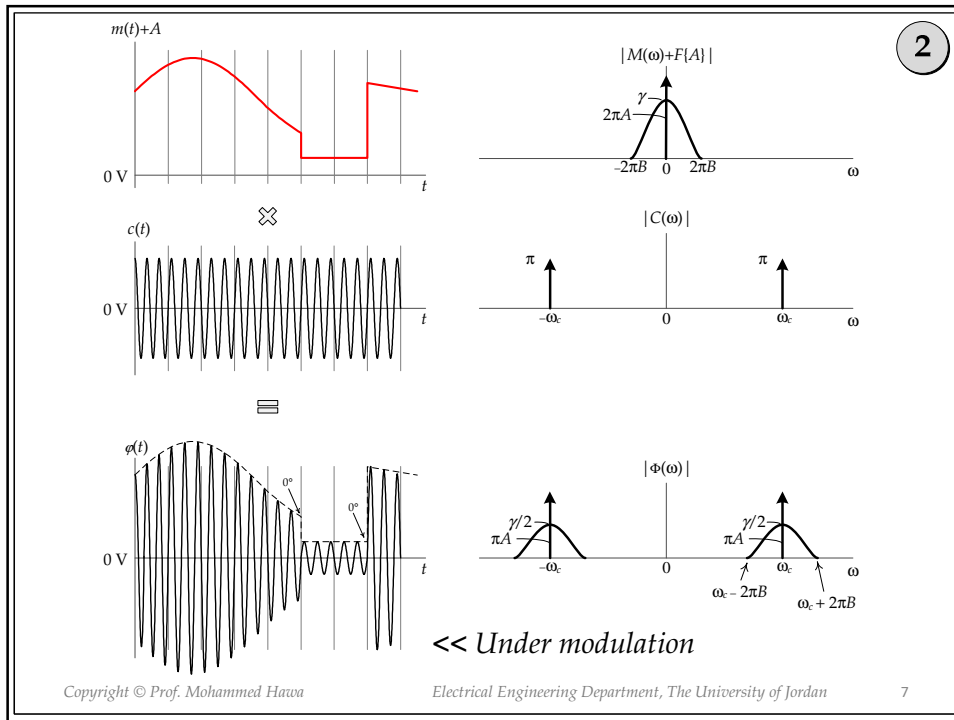 2
m(t)+A
0 V
t
|M(ω)+F{A}|
γ
2πA
−2πB
0
2πB
ω
c(t)
0 V
t
|C(ω)|
π
π
−ωc
0
ωc
ω
φ(t)
0°
0°
0 V
t
|Φ(ω)|
γ/2
πA
−ωc
0
γ/2
πA
ωc
ω
ωc − 2πB
ωc + 2πB
<< Under modulation
Copyright © Prof. Mohammed Hawa
Electrical Engineering Department, The University of Jordan
7